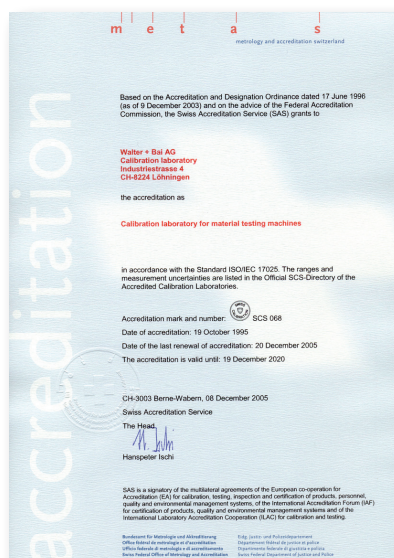 m e t a s
metrology and accreditation switzerland
accreditation
Based on the Accreditation and Designation Ordinance dated 17 June 1996
(as of 9 December 2003) and on the advice of the Federal Accreditation
Commission, the Swiss Accreditation Service (SAS) grants to
Walter + Bai AG
Calibration laboratory
Industriestrasse 4
CH-8224 Löhningen
the accreditation as
Calibration laboratory for material testing machines
in accordance with the Standard ISO/IEC 17025. The ranges and
measurement uncertainties are listed in the Official SCS-Directory of the
Accredited Calibration Laboratories.
Accreditation mark and number: SCS 068
Date of accreditation: 19 October 1995
Date of the last renewal of accreditation: 20 December 2005
The accreditation is valid until: 19 December 2020
CH-3003 Berne-Wabern, 08 December 2005
Swiss Accreditation Service
The Head
Hanspeter Ischi
SAS is a signatory of the multilateral agreements of the European co-operation for
Accreditation (EA) for calibration, testing, inspection and certification of products, personnel,
quality and environmental management systems, of the International Accreditation Forum (IAF)
for certification of products, quality and environmental management systems and of the
International Laboratory Accreditation Cooperation (ILAC) for calibration and testing.
Bundesamt für Metrologie und Akkreditierung
Office fédéral de métrologie et d'accréditation
Ufficio federale di metrologia e di accreditamento
Swiss Federal Office of Metrology and Accreditation
Eidg. Justiz- und Polizeidepartement
Département fédéral de justice et police
Dipartimento federale di giustizia e polizia
Swiss Federal Department of Justice and Police